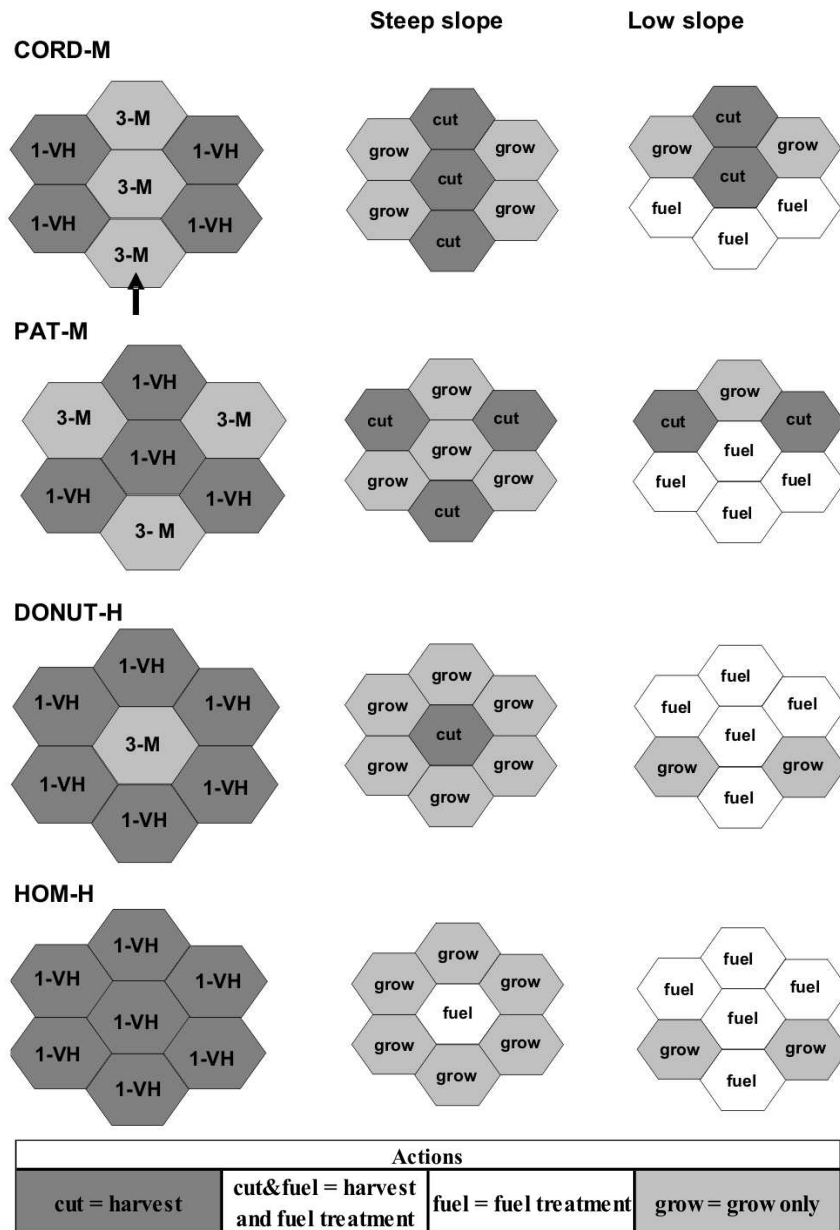 Steep slope Low slope
CORD-M
3-M cut cut
1-VH 1-VH grow grow grow grow
3-M cut cut
1-VH 1-VH grow grow fuel fuel
3-M cut fuel
PAT-M
1-VH grow grow
3-M 3-M cut cut cut cut
1-VH grow fuel
1-VH 1-VH grow grow fuel fuel
3- M cut fuel
DONUT-H
1-VH grow fuel
1-VH 1-VH grow grow fuel fuel
3-M cut fuel
1-VH 1-VH grow grow grow grow
1-VH grow fuel
HOM-H
1-VH grow fuel
1-VH 1-VH grow grow fuel fuel
1-VH fuel fuel
1-VH 1-VH grow grow grow grow
1-VH grow fuel
Actions
cut = harvest
cut&fuel = harvest
and fuel treatment
fuel = fuel treatment
grow = grow only